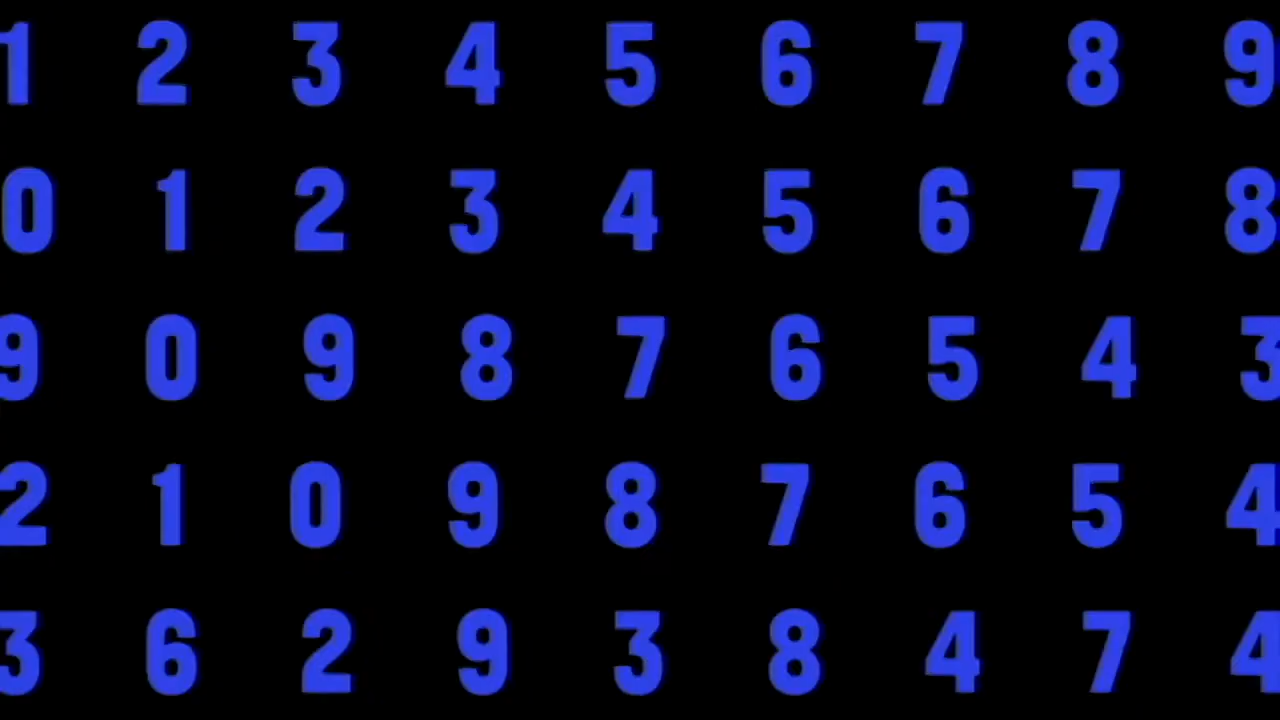 1 2 3 4 5 6 7 8 9
0 1 2 3 4 5 6 7 8
9 0 9 8 7 6 5 4 3
2 1 0 9 8 7 6 5 4
3 6 2 9 3 8 4 7 4